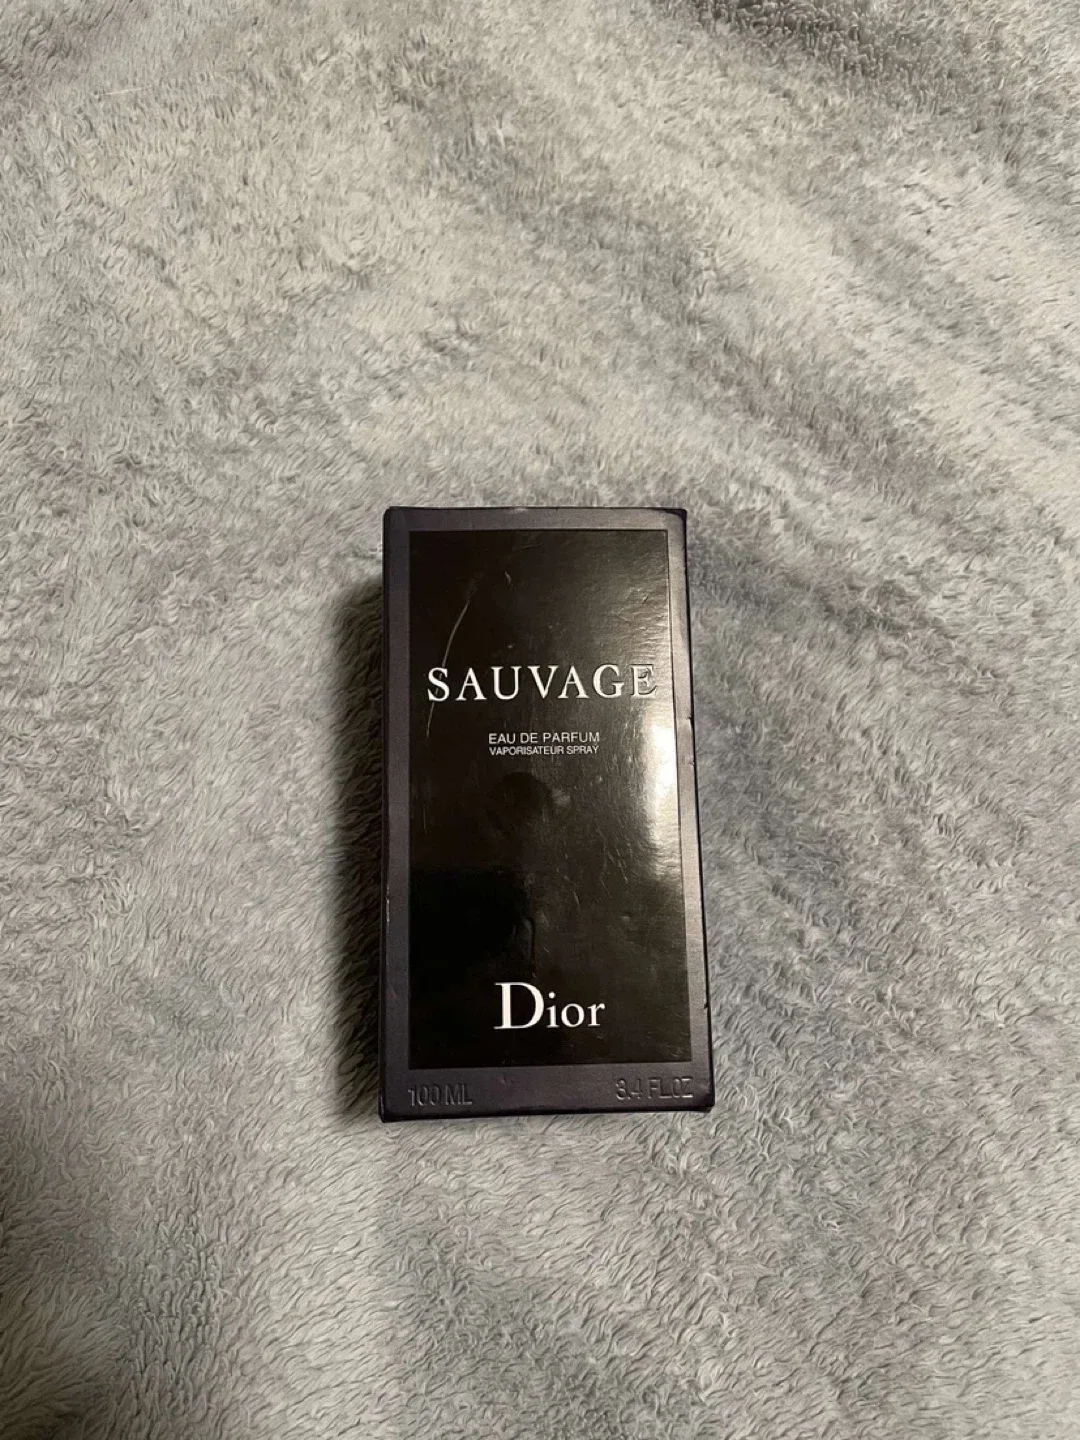 SAUVAGE
EAU DE PARFUM
VAPORISATEUR SPRAY
Dior
100 ML 3.4 FL.OZ